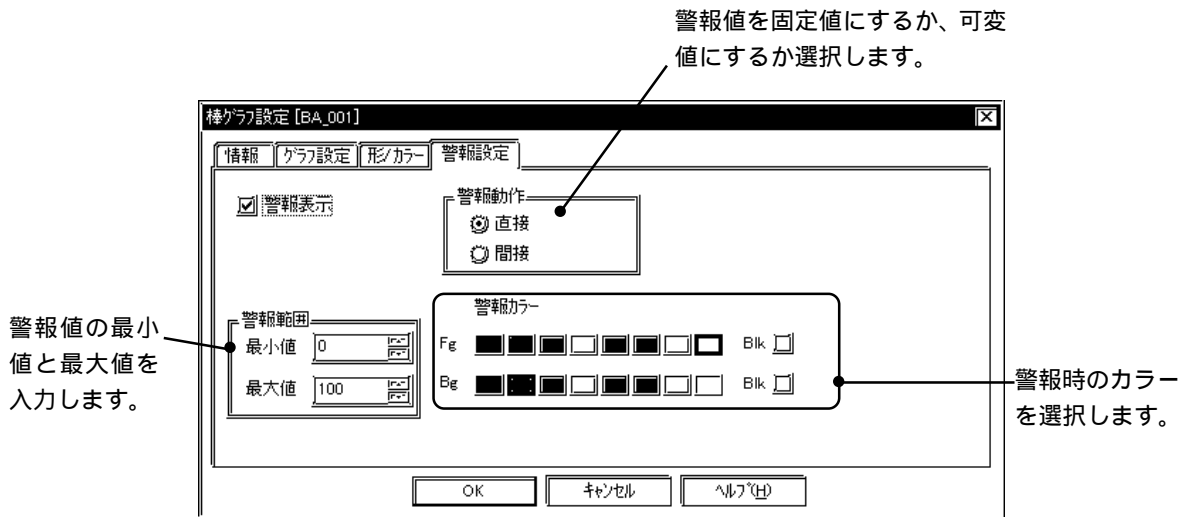 警報値を固定値にするか、可変
値にするか選択します。
棒ｸﾞﾗﾌ設定 [BA_001]
情報 ｸﾞﾗﾌ設定 形/ｶﾗｰ 警報設定
警報表示
警報動作
直接
間接
警報値の最小
値と最大値を
入力します。
警報範囲
最小値 0
最大値 100
警報ｶﾗｰ
Fg Blk
Bg Blk
警報時のカラー
を選択します。
OK ｷｬﾝｾﾙ ﾍﾙﾌﾟ(H)